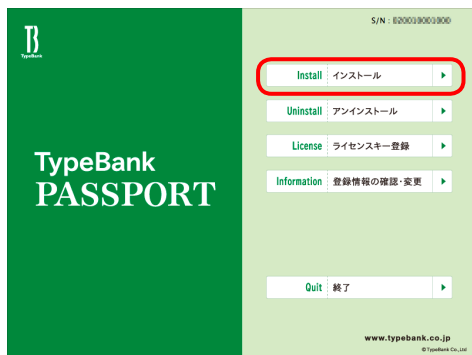 S/N :
TB
TypeBank
Install インストール
Uninstall アンインストール
License ライセンスキー登録
TypeBank
PASSPORT
Information 登録情報の確認・変更
Quit 終了
www.typebank.co.jp
©TypeBank Co.,Ltd